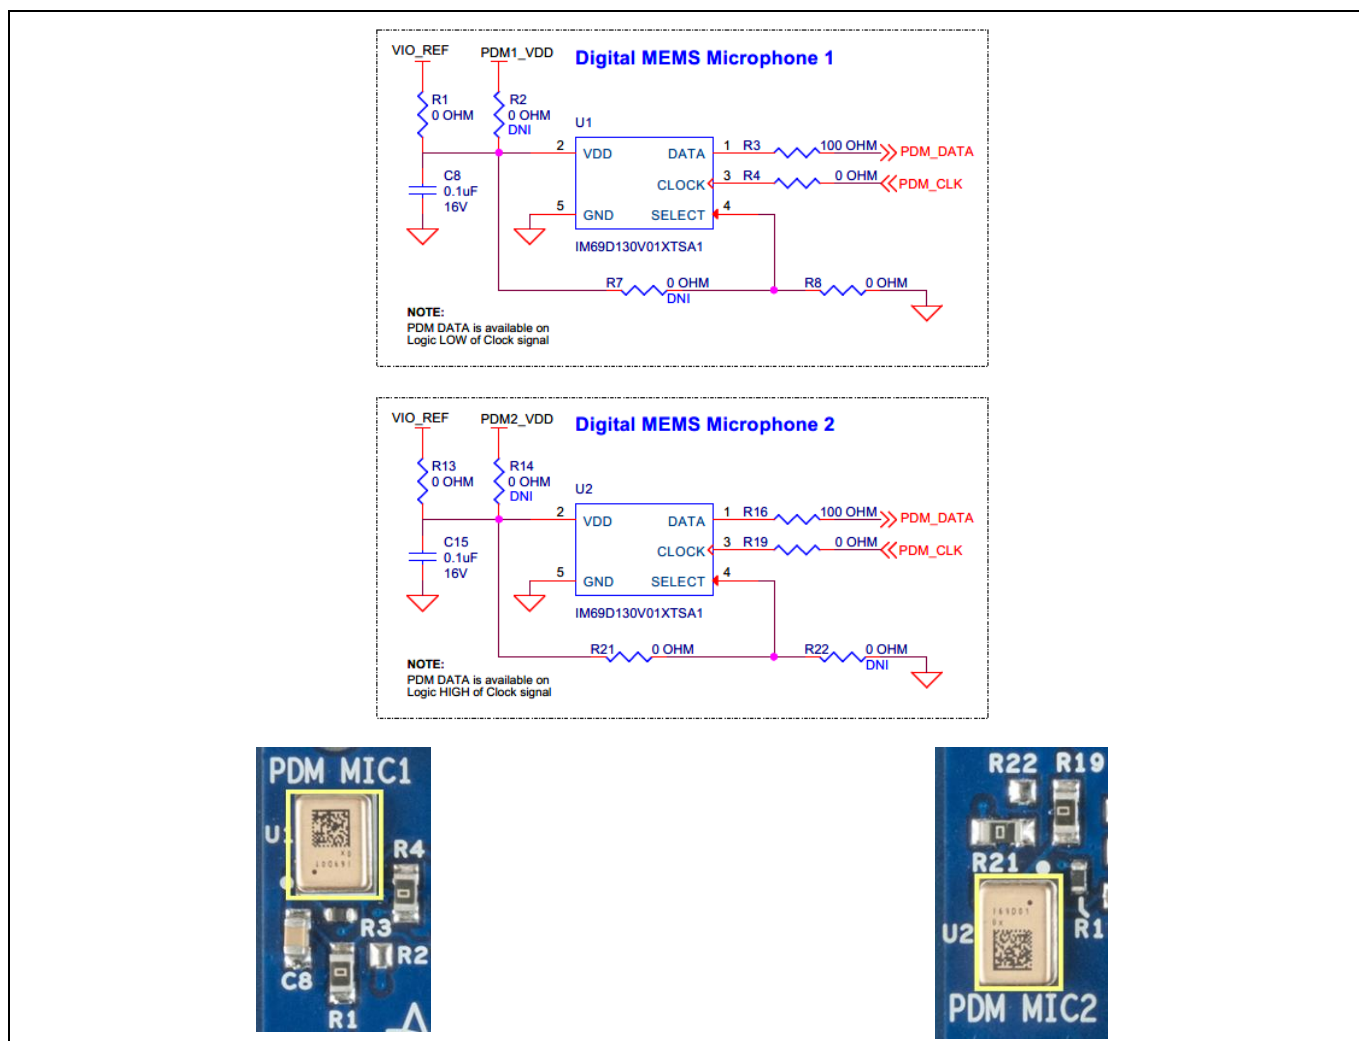 VIO_REF
PDM1_VDD
Digital MEMS Microphone 1
R1
0 OHM
R2
0 OHM
DNI
U1
2
VDD
DATA
1
R3
100 OHM
PDM_DATA
CLOCK
3
R4
0 OHM
PDM_CLK
C8
0.1uF
16V
5
GND
SELECT
4
IM69D130V01XTSA1
R7
0 OHM
DNI
R8
0 OHM
NOTE:
PDM DATA is available on
Logic LOW of Clock signal
VIO_REF
PDM2_VDD
Digital MEMS Microphone 2
R13
0 OHM
R14
0 OHM
DNI
U2
2
VDD
DATA
1
R16
100 OHM
PDM_DATA
CLOCK
3
R19
0 OHM
PDM_CLK
C15
0.1uF
16V
5
GND
SELECT
4
IM69D130V01XTSA1
R21
0 OHM
R22
0 OHM
DNI
NOTE:
PDM DATA is available on
Logic HIGH of Clock signal
PDM MIC1
U1
R4
R3
R2
C8
R1
R22 R19
R21
I69D01
U2
R1
PDM MIC2